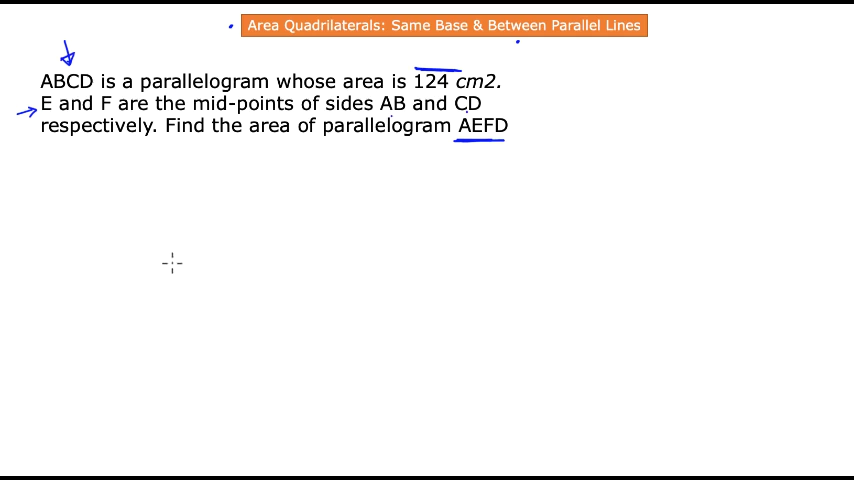 Area Quadrilaterals: Same Base & Between Parallel Lines
ABCD is a parallelogram whose area is 124 cm2.
E and F are the mid-points of sides AB and CD
respectively. Find the area of parallelogram AEFD